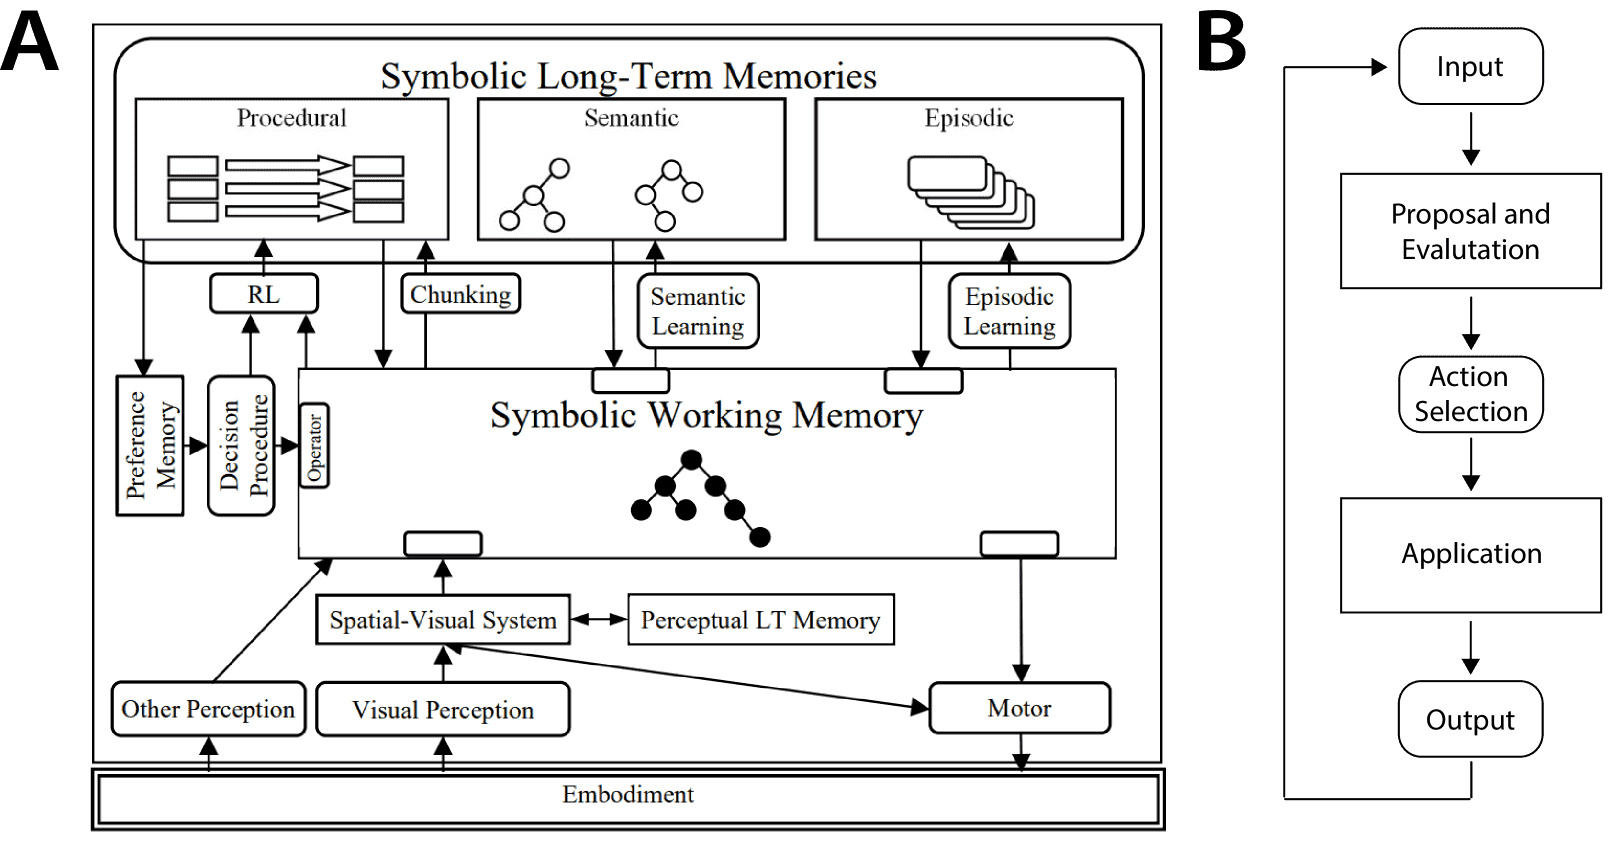 A
Symbolic Long-Term Memories
Procedural
Semantic
Episodic
RL
Chunking
Semantic
Learning
Episodic
Learning
Preference
Memory
Decision
Procedure
Operator
Symbolic Working Memory
Spatial-Visual System
Perceptual LT Memory
Other Perception
Visual Perception
Motor
Embodiment
B
Input
Proposal and
Evalutation
Action
Selection
Application
Output